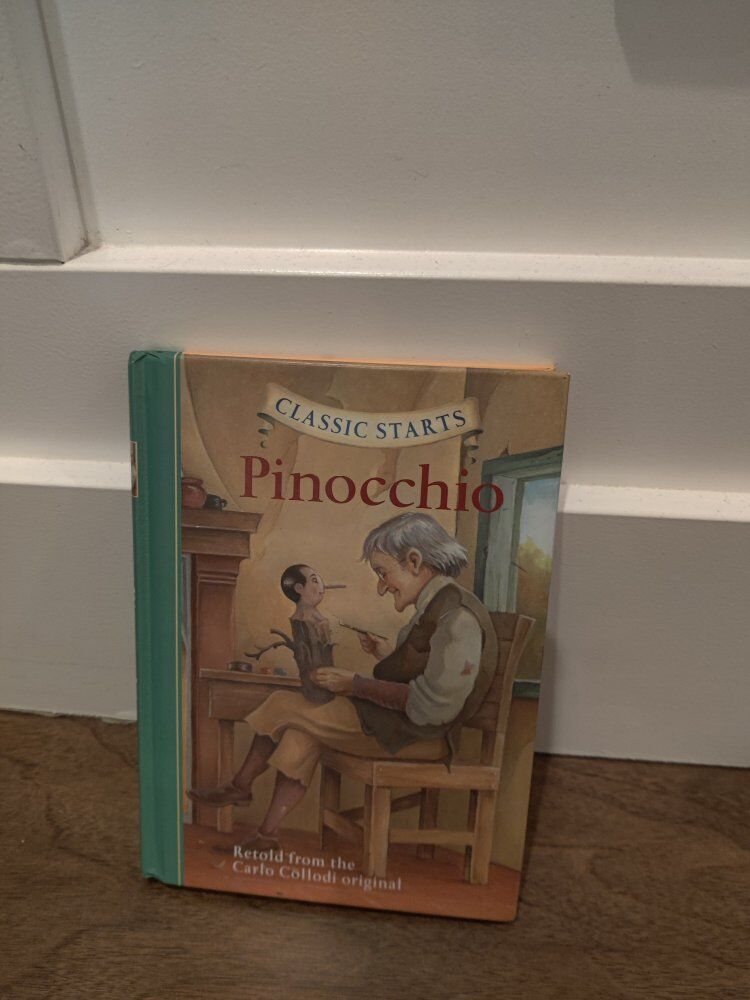 CLASSIC STARTS
Pinocchio
Retold from the
Carlo Collodi original